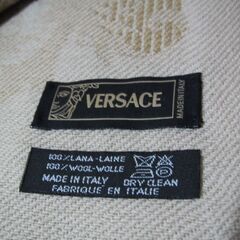 VERSACE
MADE IN ITALY
100% LANA-LAINE
100% WOOL-WOLLE
MADE IN ITALY DRY CLEAN
FABRIQUE EN ITALIE